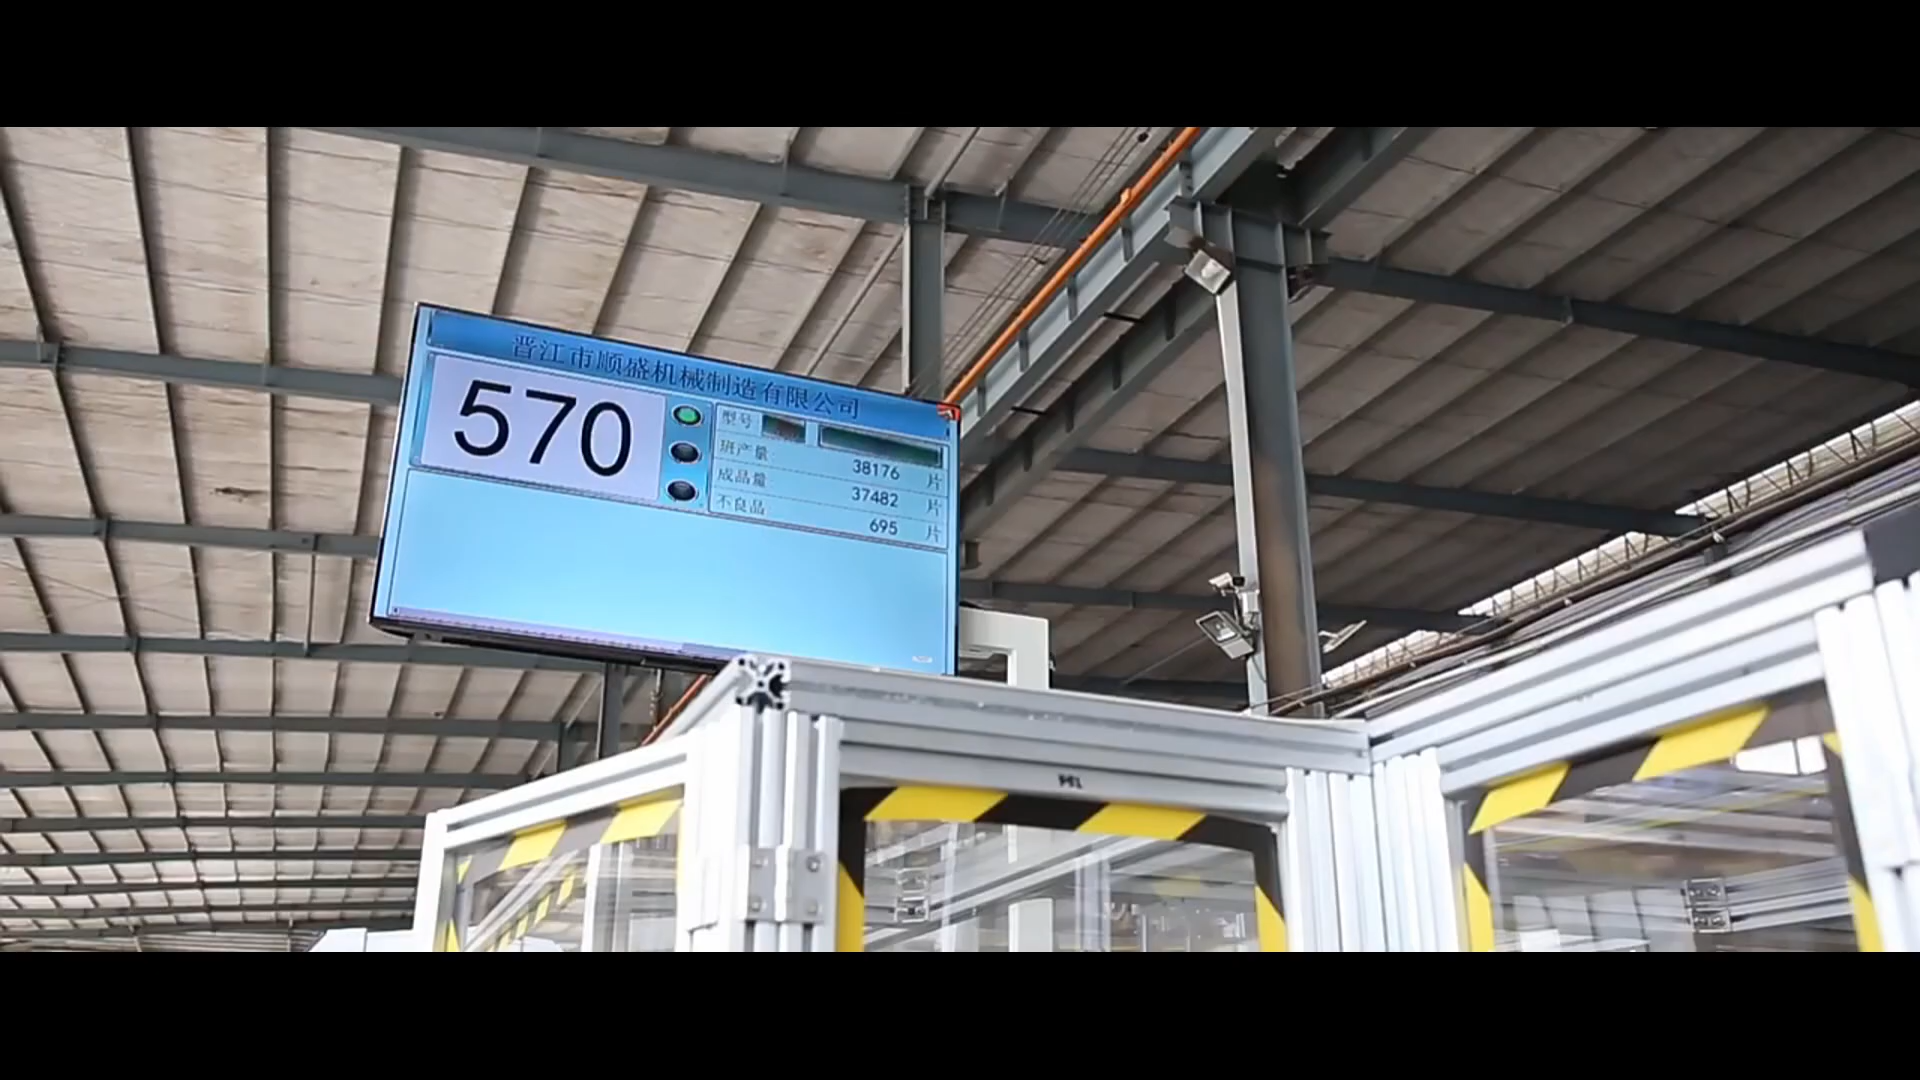 晋江市顺盛机械制造有限公司
570
型号
班产量 38176 片
成品量 37482 片
不良品 695 片